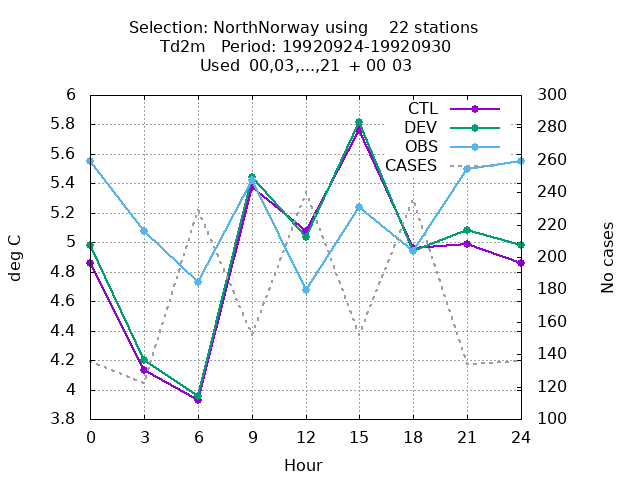 Selection: NorthNorway using 22 stations
Td2m Period: 19920924-19920930
Used 00,03,...,21 + 00 03
CTL
DEV
OBS
CASES
6
5.8
5.6
5.4
5.2
5
4.8
4.6
4.4
4.2
4
3.8
deg C
300
280
260
240
220
200
180
160
140
120
100
No cases
0 3 6 9 12 15 18 21 24
Hour